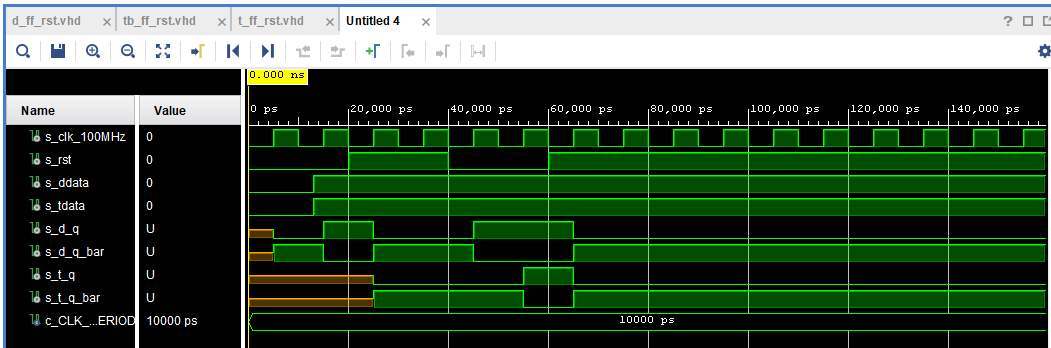 d_ff_rst.vhd × tb_ff_rst.vhd × t_ff_rst.vhd × Untitled 4 ×
?
0.000 ns
Name Value
0 ps 20,000 ps 40,000 ps 60,000 ps 80,000 ps 100,000 ps 120,000 ps 140,000 ps
s_clk_100MHz 0
s_rst 0
s_ddata 0
s_tdata 0
s_d_q U
s_d_q_bar U
s_t_q U
s_t_q_bar U
c_CLK_...ERIOD 10000 ps 10000 ps